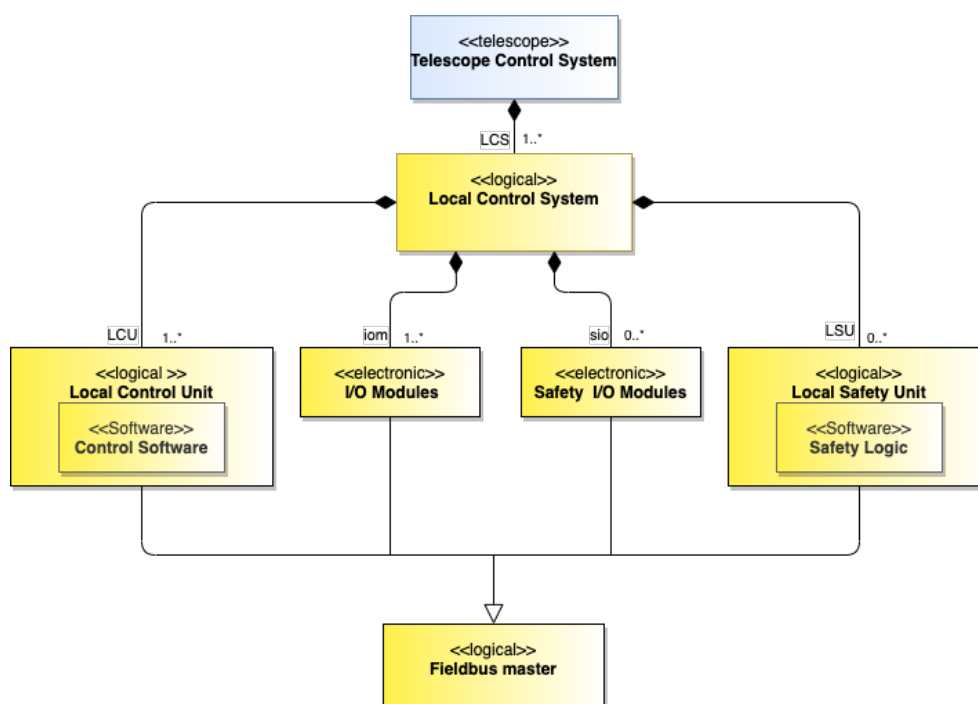 <<telescope>>
Telescope Control System
LCS 1..*
<<logical>>
Local Control System
LCU 1..*
iom 1..*
sio 0..*
LSU 0..*
<<logical >>
Local Control Unit
<<Software>>
Control Software
<<electronic>>
I/O Modules
<<electronic>>
Safety I/O Modules
<<logical>>
Local Safety Unit
<<Software>>
Safety Logic
<<logical>>
Fieldbus master